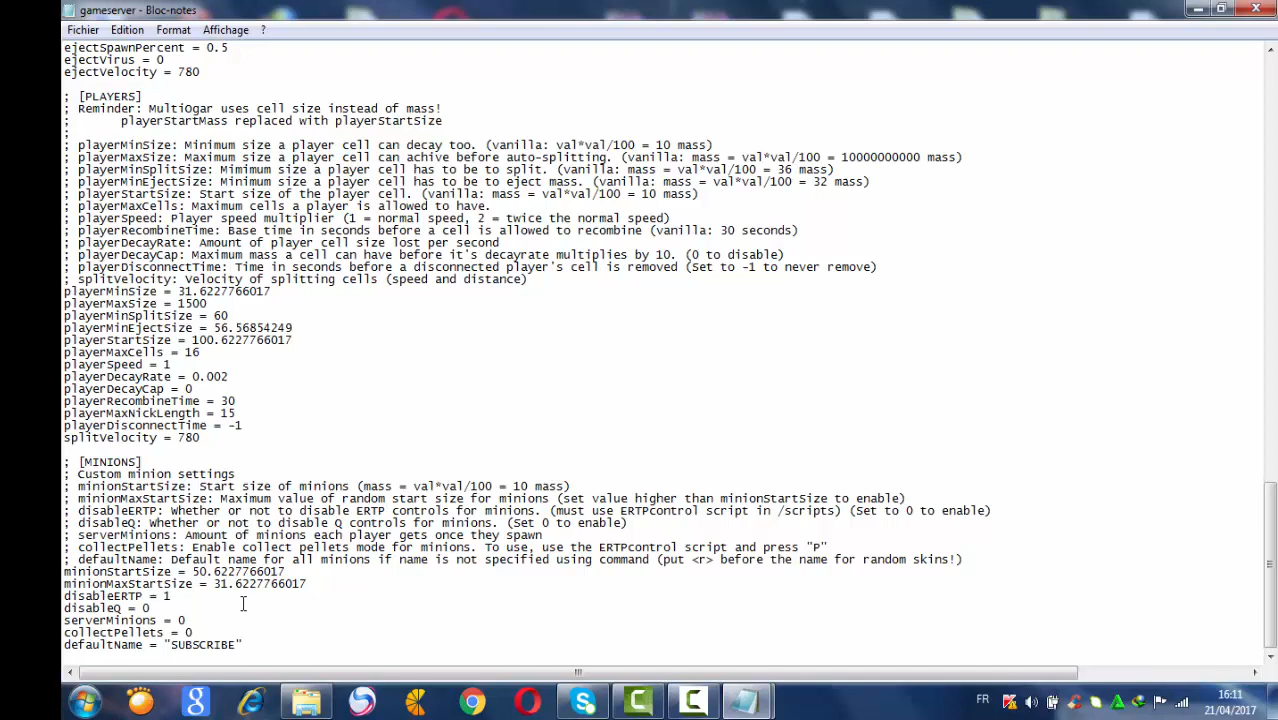 gameserver - Bloc-notes
Fichier Edition Format Affichage ?
ejectSpawnPercent = 0.5
ejectVirus = 0
ejectVelocity = 780
; [PLAYERS]
; Reminder: MultiOgar uses cell size instead of mass!
;       playerStartMass replaced with playerStartSize
;
; playerMinSize: Minimum size a player cell can decay too. (vanilla: val*val/100 = 10 mass)
; playerMaxSize: Maximum size a player cell can achive before auto-splitting. (vanilla: mass = val*val/100 = 10000000000 mass)
; playerMinSplitSize: Mimimum size a player cell has to be to split. (vanilla: mass = val*val/100 = 36 mass)
; playerMinEjectSize: Minimum size a player cell has to be to eject mass. (vanilla: mass = val*val/100 = 32 mass)
; playerStartSize: Start size of the player cell. (vanilla: mass = val*val/100 = 10 mass)
; playerMaxCells: Maximum cells a player is allowed to have.
; playerSpeed: Player speed multiplier (1 = normal speed, 2 = twice the normal speed)
; playerRecombineTime: Base time in seconds before a cell is allowed to recombine (vanilla: 30 seconds)
; playerDecayRate: Amount of player cell size lost per second
; playerDecayCap: Maximum mass a cell can have before it's decayrate multiplies by 10. (0 to disable)
; playerDisconnectTime: Time in seconds before a disconnected player's cell is removed (Set to -1 to never remove)
; splitVelocity: Velocity of splitting cells (speed and distance)
playerMinSize = 31.6227766017
playerMaxSize = 1500
playerMinSplitSize = 60
playerMinEjectSize = 56.56854249
playerStartSize = 100.6227766017
playerMaxCells = 16
playerSpeed = 1
playerDecayRate = 0.002
playerDecayCap = 0
playerRecombineTime = 30
playerMaxNickLength = 15
playerDisconnectTime = -1
splitVelocity = 780
; [MINIONS]
; Custom minion settings
; minionStartSize: Start size of minions (mass = val*val/100 = 10 mass)
; minionMaxStartSize: Maximum value of random start size for minions (set value higher than minionStartSize to enable)
; disableERTP: Whether or not to disable ERTP controls for minions. (must use ERTPcontrol script in /scripts) (Set to 0 to enable)
; disableQ: Whether or not to disable Q controls for minions. (Set 0 to enable)
; serverMinions: Amount of minions each player gets once they spawn
; collectPellets: Enable collect pellets mode for minions. To use, use the ERTPcontrol script and press "P"
; defaultName: Default name for all minions if name is not specified using command (put <r> before the name for random skins!)
minionStartSize = 50.6227766017
minionMaxStartSize = 31.6227766017
disableERTP = 1
disableQ = 0
serverMinions = 0
collectPellets = 0
defaultName = "SUBSCRIBE"
FR
16:11
21/04/2017